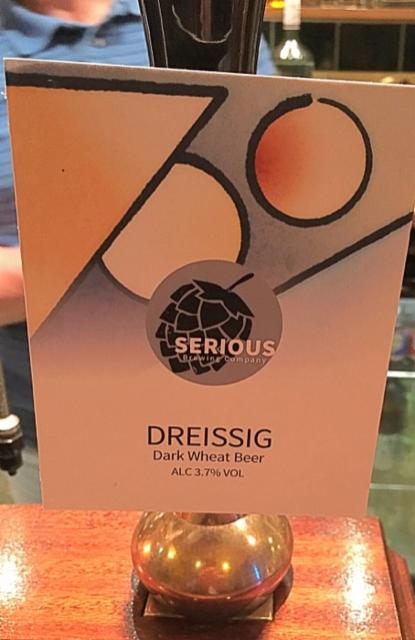 SERIOUS
Brewing Company
DREISSIG
Dark Wheat Beer
ALC 3.7% VOL